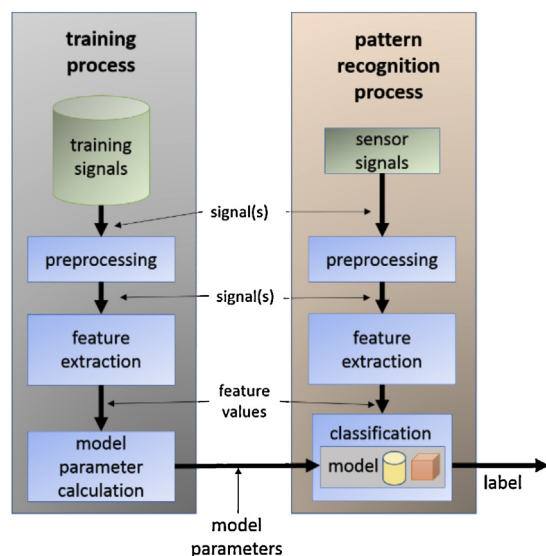 training
process
training
signals
preprocessing
feature
extraction
model
parameter
calculation
signal(s)
signal(s)
feature
values
model
parameters
pattern
recognition
process
sensor
signals
preprocessing
feature
extraction
classification
model
label